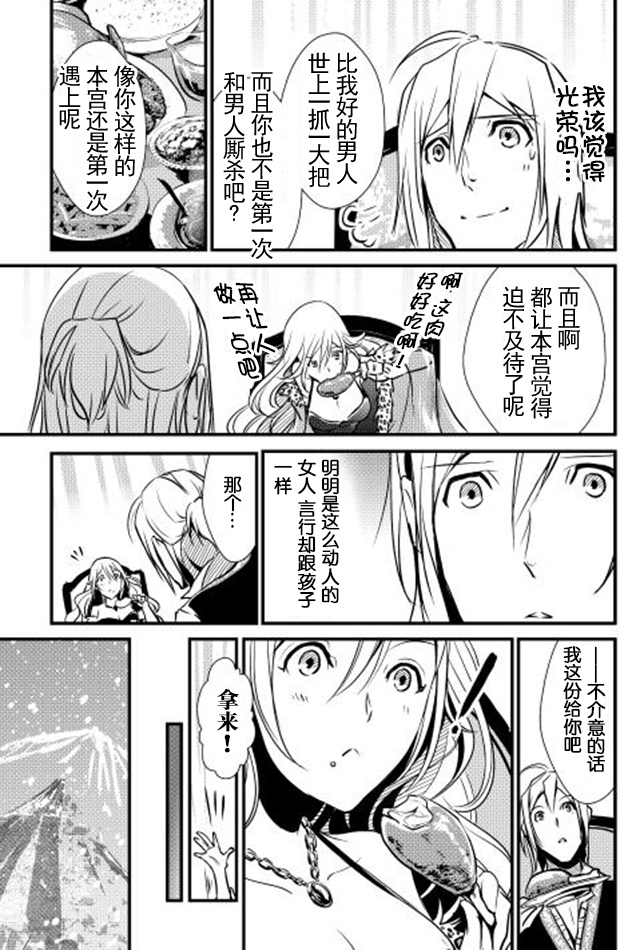 我该觉得
光荣吗…
比我好的男人
世上一抓一大把
而且你也不是第一次
和男人厮杀吧？
像你这样的
本宫还是第一次
遇上呢
而且啊
都让本宫觉得
迫不及待了呢
啊，这肉
好好吃啊！
再让人
做一点吧
明明是这么动人的
女人 言行却跟孩子
一样
那个…
——不介意的话
我这份给你吧
！
拿来！